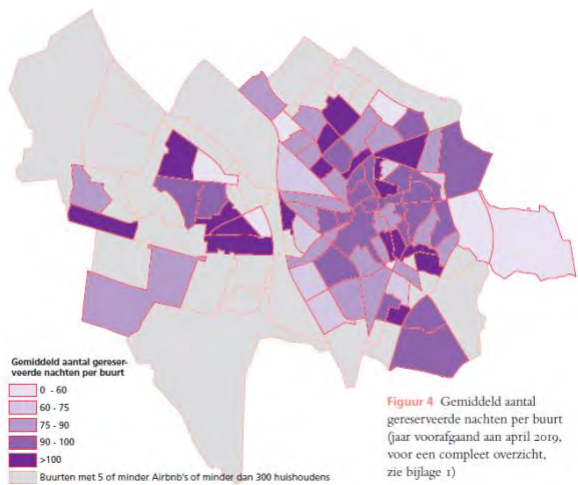 Gemiddeld aantal gereser-
veerde nachten per buurt
0 - 60
60 - 75
75 - 90
90 - 100
>100
Buurten met 5 of minder Airbnb's of minder dan 300 huishoudens
Figuur 4 Gemiddeld aantal
gereserveerde nachten per buurt
(jaar voorafgaand aan april 2019,
voor een compleet overzicht,
zie bijlage 1)